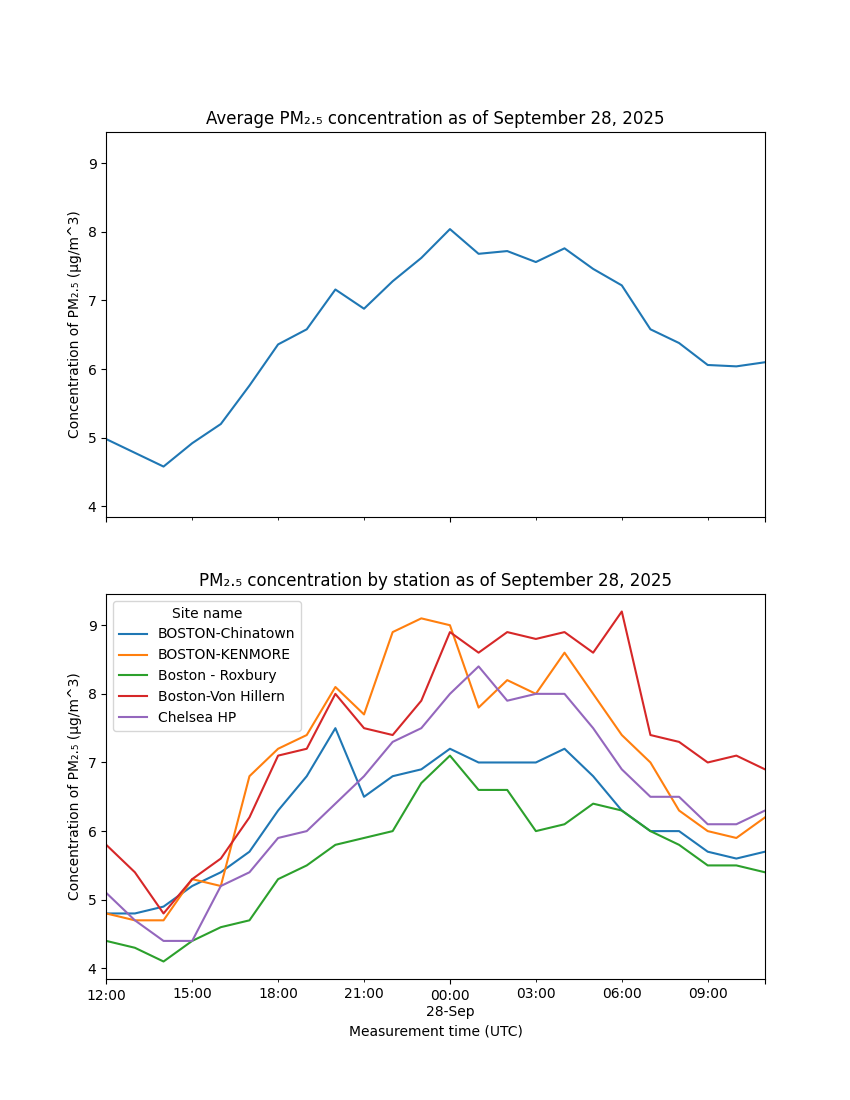 Average PM₂.₅ concentration as of September 28, 2025
Concentration of PM₂.₅ (µg/m^3)
9
8
7
6
5
4
PM₂.₅ concentration by station as of September 28, 2025
Concentration of PM₂.₅ (µg/m^3)
9
8
7
6
5
4
Site name
BOSTON-Chinatown
BOSTON-KENMORE
Boston - Roxbury
Boston-Von Hillern
Chelsea HP
12:00 15:00 18:00 21:00 00:00 03:00 06:00 09:00
28-Sep
Measurement time (UTC)